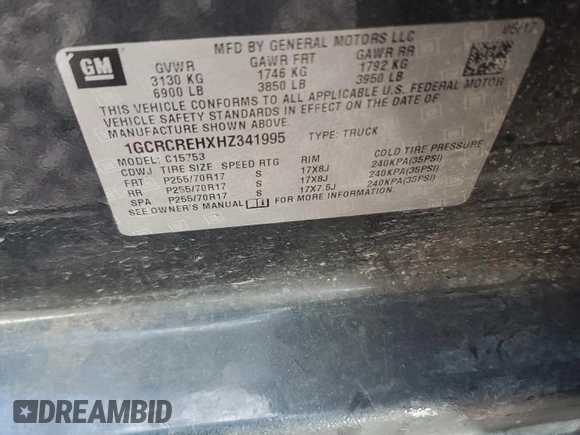 GM
MFD BY GENERAL MOTORS LLC 05/17
GVWR GAWR FRT GAWR RR
3130 KG 1746 KG 1792 KG
6900 LB 3850 LB 3950 LB
THIS VEHICLE CONFORMS TO ALL APPLICABLE U.S. FEDERAL MOTOR
VEHICLE SAFETY STANDARDS IN EFFECT ON THE DATE OF
MANUFACTURE SHOWN ABOVE.
1GCRCREHXHZ341995 TYPE: TRUCK
MODEL: C15753
CDWJ TIRE SIZE SPEED RTG RIM COLD TIRE PRESSURE
FRT P255/70R17 S 17X8J 240KPA(35PSI)
RR P255/70R17 S 17X8J 240KPA(35PSI)
SPA P255/70R17 S 17X7.5J 240KPA(35PSI)
SEE OWNER'S MANUAL FOR MORE INFORMATION.
DREAMBID